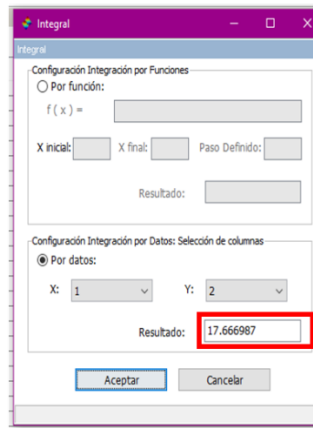 Integral
Integral
Configuración Integración por Funciones
Por función:
f ( x ) =
X inicial: X final: Paso Definido:
Resultado:
Configuración Integración por Datos: Selección de columnas
Por datos:
X: 1 Y: 2
Resultado: 17.666987
Aceptar Cancelar